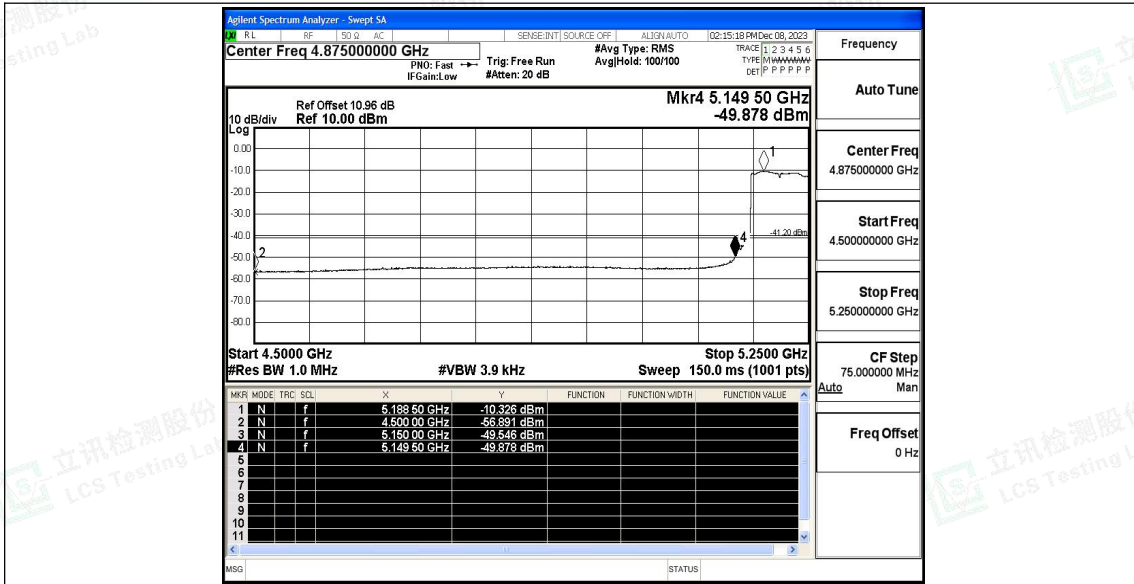 Agilent Spectrum Analyzer - Swept SA
LXI RL RF 50 Ω AC SENSE:INT SOURCE OFF ALIGN AUTO 02:15:18 PM Dec 08, 2023
Center Freq 4.875000000 GHz
PNO: Fast
IFGain:Low
Trig: Free Run
#Atten: 20 dB
#Avg Type: RMS
Avg|Hold: 100/100
TRACE 1 2 3 4 5 6
TYPE M W W W W W
DET P P P P P P
Ref Offset 10.96 dB
Ref 10.00 dBm
Mkr4 5.149 50 GHz
-49.878 dBm
10 dB/div
Log
0.00
-10.0
-20.0
-30.0
-40.0
-50.0
-60.0
-70.0
-80.0
1
2
4
-41.20 dBm
Start 4.5000 GHz
Stop 5.2500 GHz
#Res BW 1.0 MHz
#VBW 3.9 kHz
Sweep 150.0 ms (1001 pts)
MKR MODE TRC SCL X Y FUNCTION FUNCTION WIDTH FUNCTION VALUE
1 N f 5.188 50 GHz -10.326 dBm
2 N f 4.500 00 GHz -56.891 dBm
3 N f 5.150 00 GHz -49.546 dBm
4 N f 5.149 50 GHz -49.878 dBm
5
6
7
8
9
10
11
MSG
STATUS
Frequency
Auto Tune
Center Freq
4.875000000 GHz
Start Freq
4.500000000 GHz
Stop Freq
5.250000000 GHz
CF Step
75.000000 MHz
Auto Man
Freq Offset
0 Hz
立讯检测股份
LCS Testing Lab
立讯检测股份
LCS Testing L